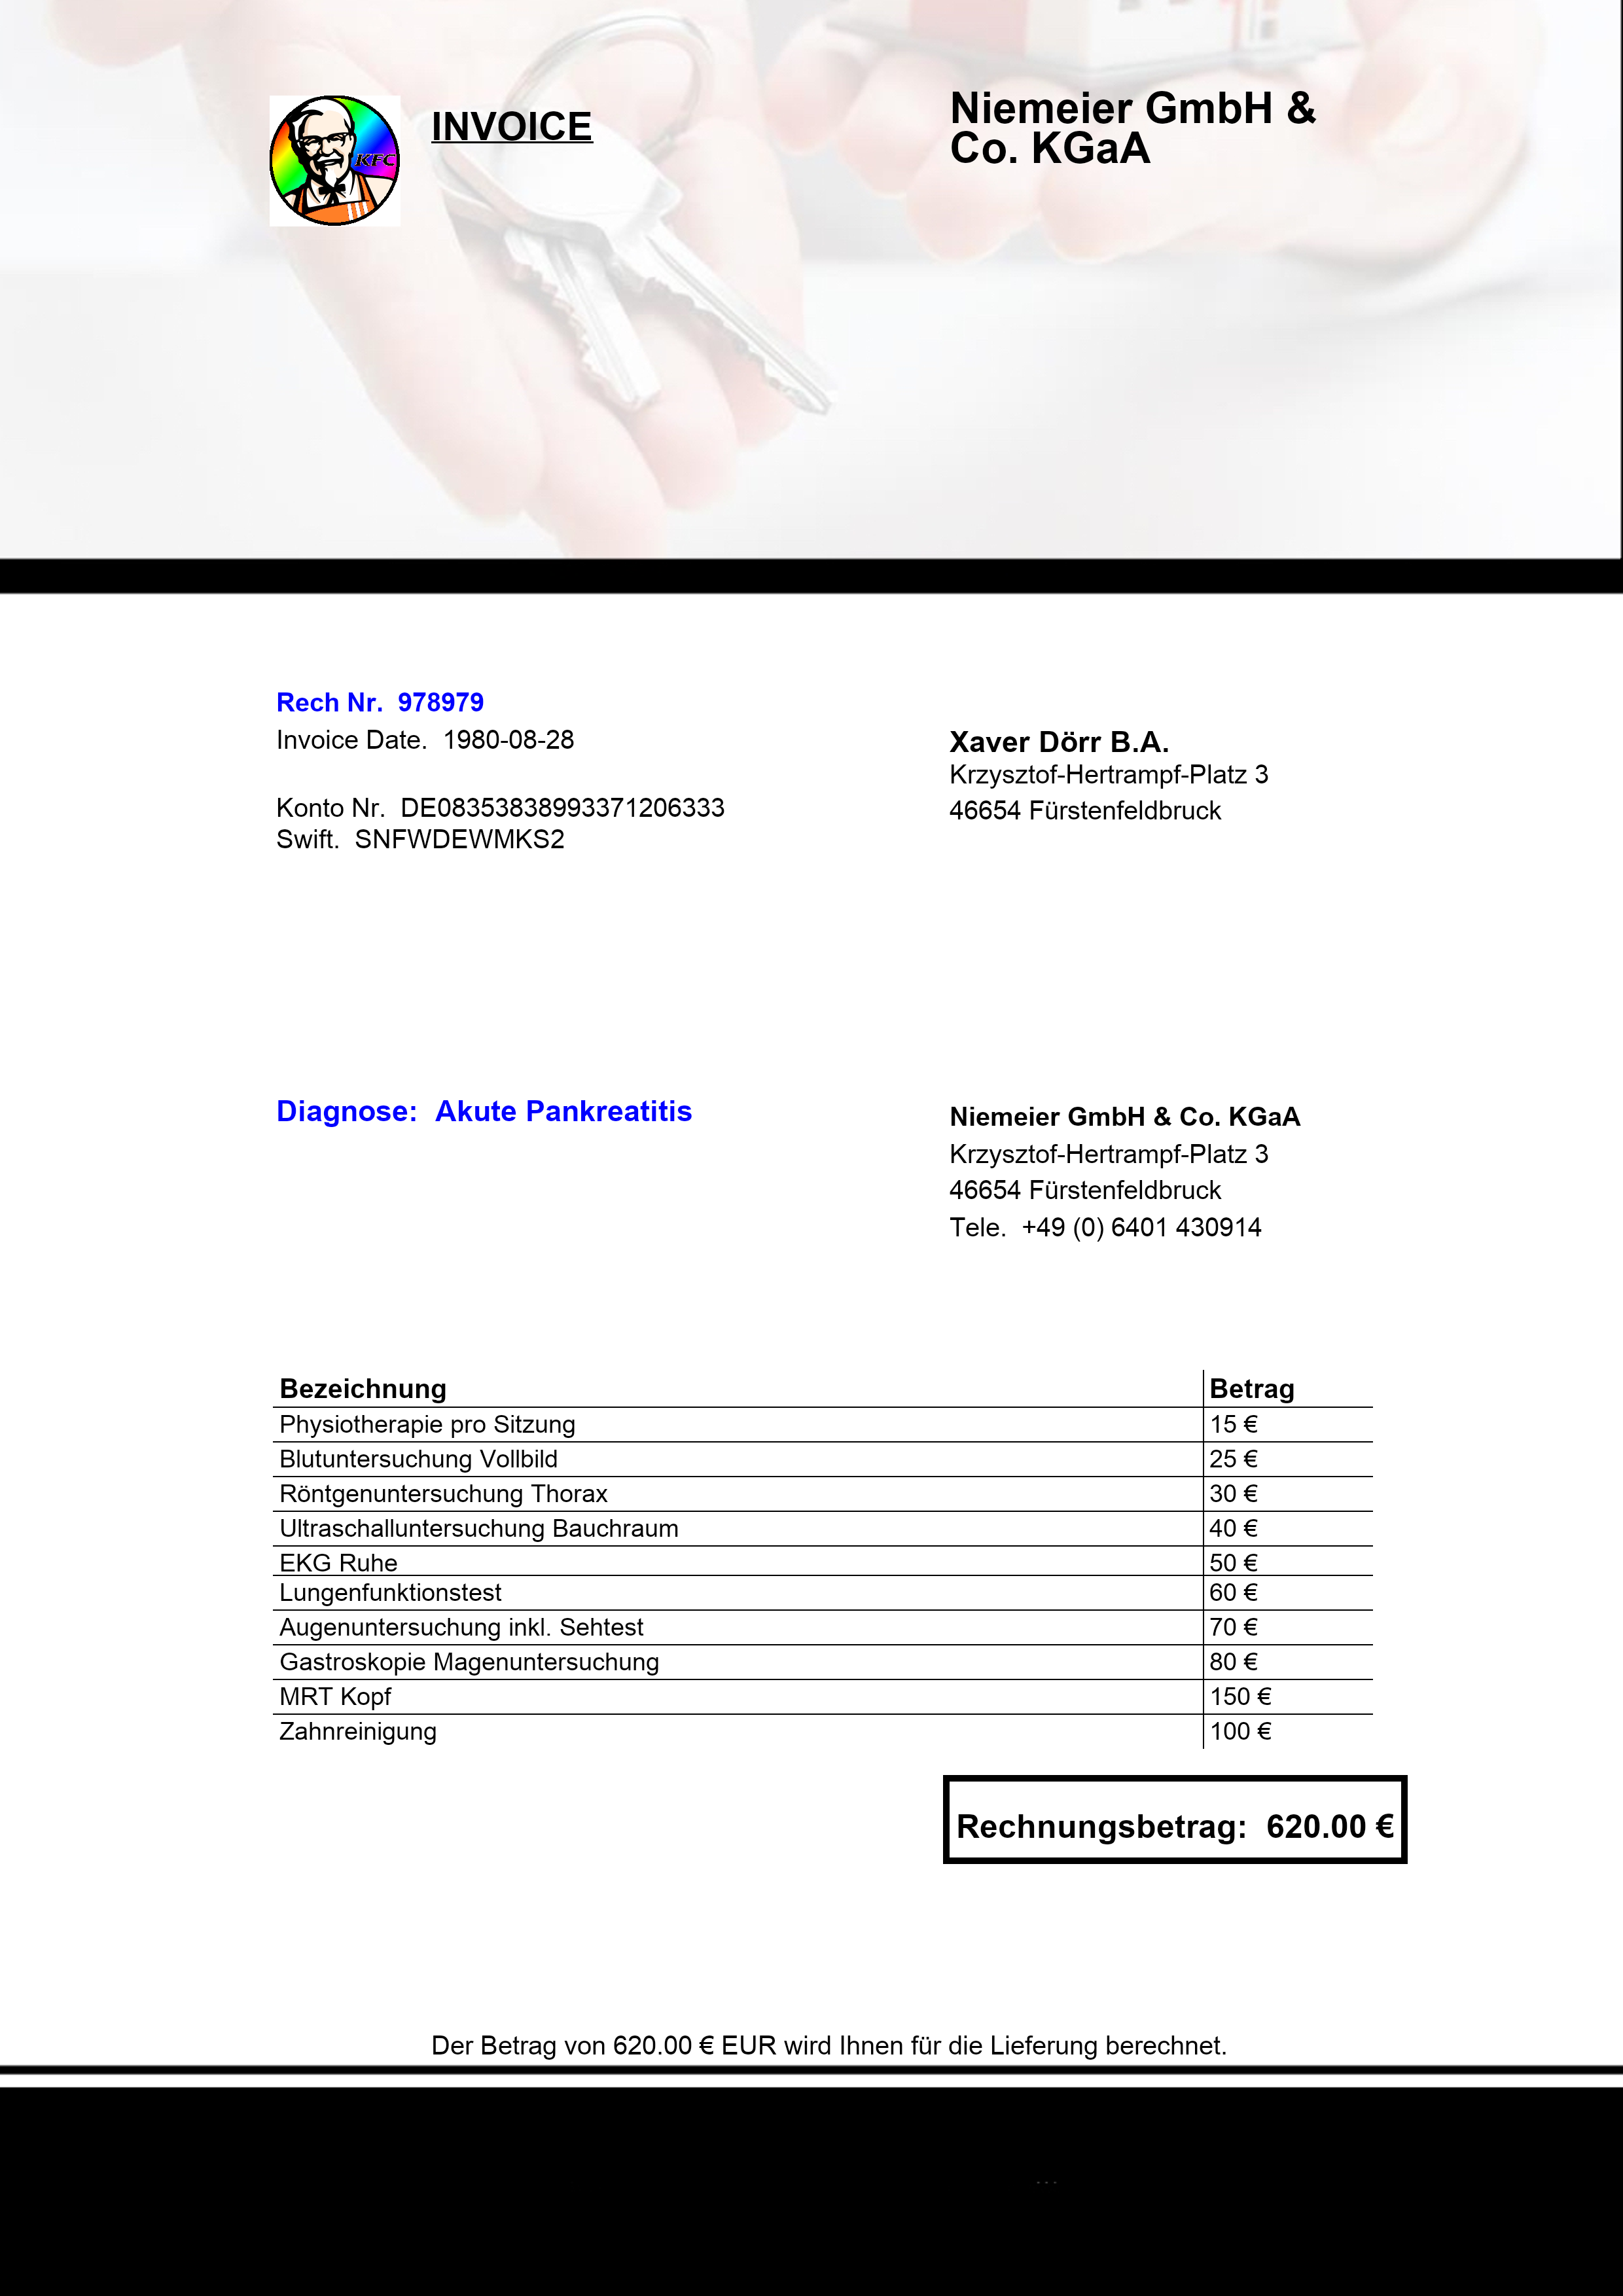 KFC
INVOICE
Niemeier GmbH &
Co. KGaA
Rech Nr. 978979
Invoice Date. 1980-08-28
Konto Nr. DE08353838993371206333
Swift. SNFWDEWMKS2
Xaver Dörr B.A.
Krzysztof-Hertrampf-Platz 3
46654 Fürstenfeldbruck
Diagnose: Akute Pankreatitis
Niemeier GmbH & Co. KGaA
Krzysztof-Hertrampf-Platz 3
46654 Fürstenfeldbruck
Tele. +49 (0) 6401 430914
Bezeichnung Betrag
Physiotherapie pro Sitzung 15 €
Blutuntersuchung Vollbild 25 €
Röntgenuntersuchung Thorax 30 €
Ultraschalluntersuchung Bauchraum 40 €
EKG Ruhe 50 €
Lungenfunktionstest 60 €
Augenuntersuchung inkl. Sehtest 70 €
Gastroskopie Magenuntersuchung 80 €
MRT Kopf 150 €
Zahnreinigung 100 €
Rechnungsbetrag: 620.00 €
Der Betrag von 620.00 € EUR wird Ihnen für die Lieferung berechnet.
...